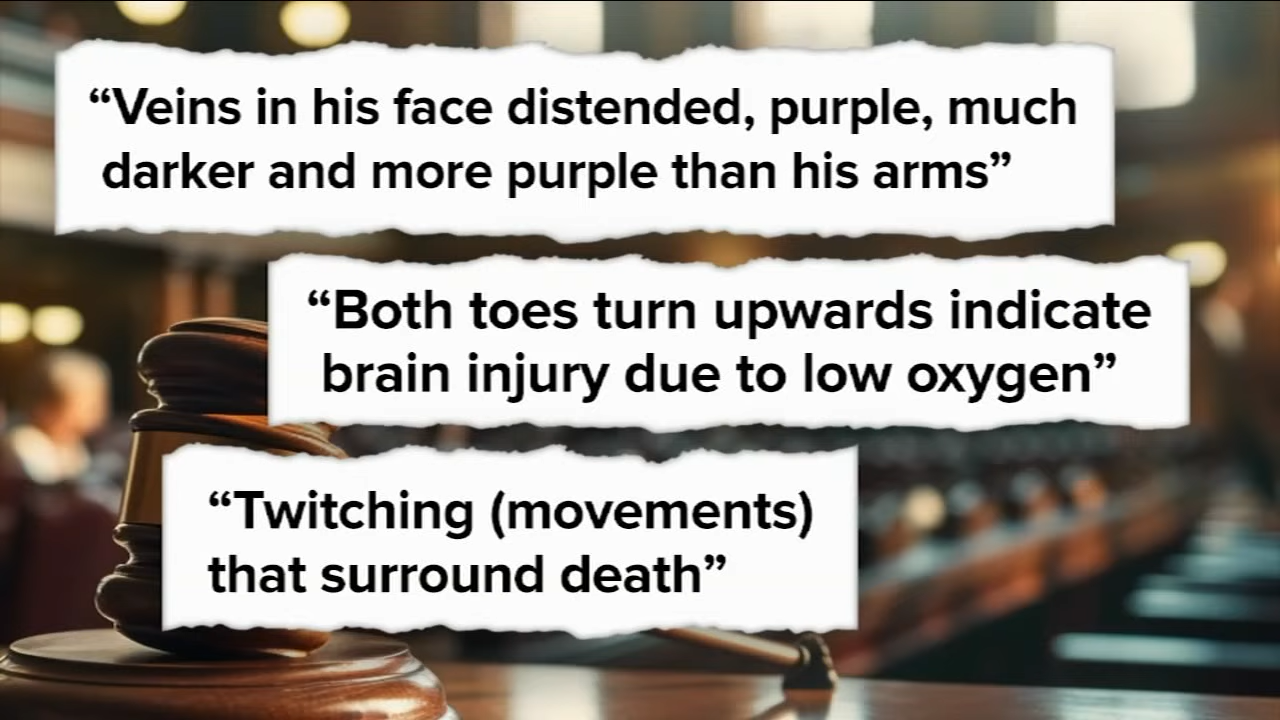 “Veins in his face distended, purple, much
darker and more purple than his arms”
“Both toes turn upwards indicate
brain injury due to low oxygen”
“Twitching (movements)
that surround death”